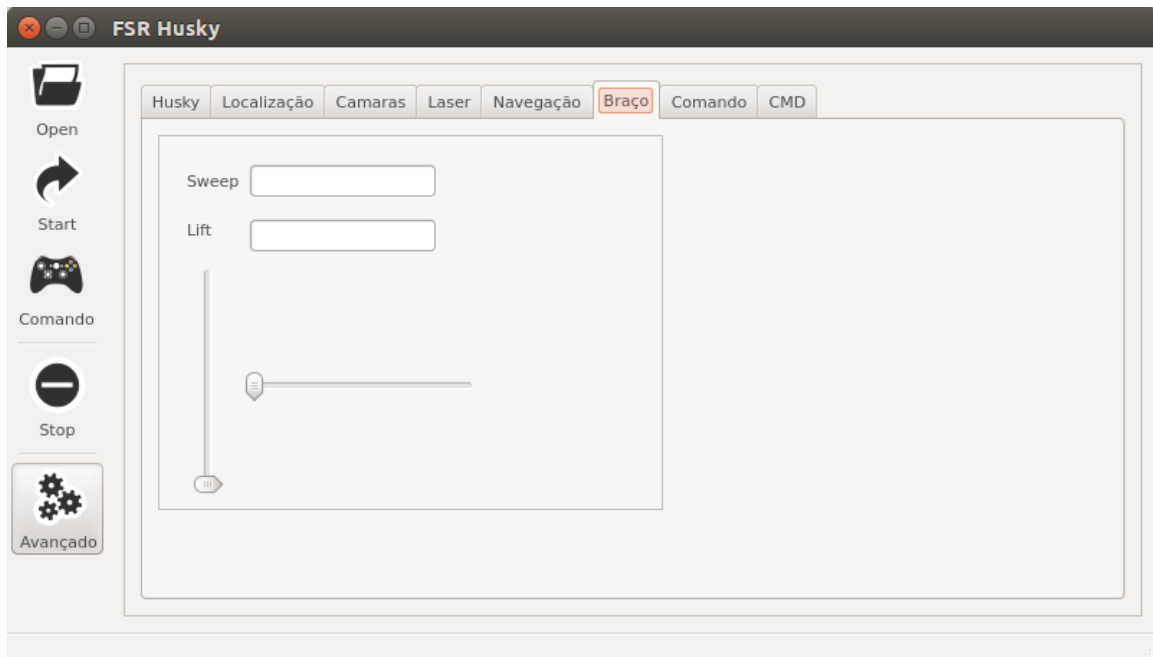 FSR Husky
Open
Start
Comando
Stop
Avançado
Husky Localização Camaras Laser Navegação Braço Comando CMD
Sweep
Lift